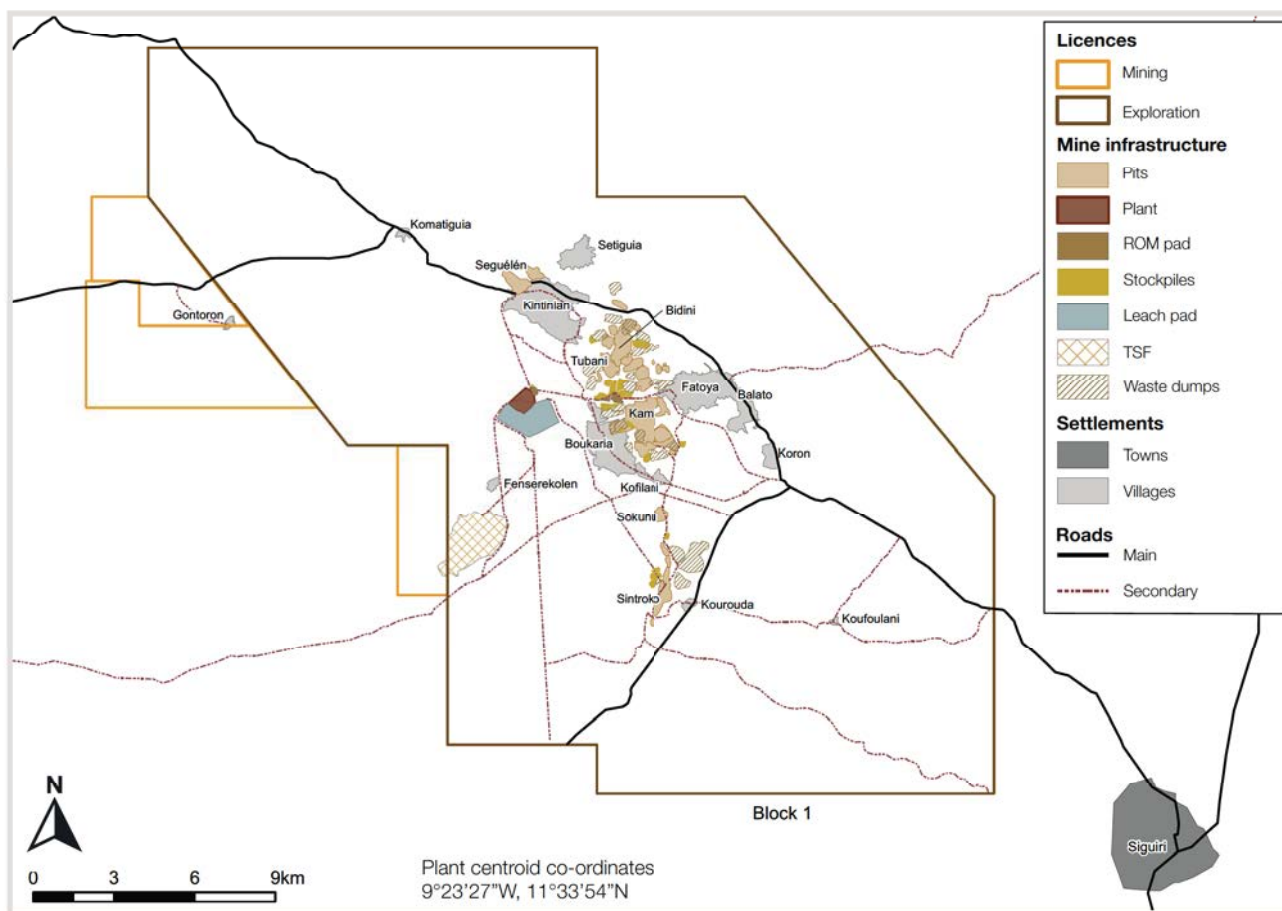 Licences
Mining
Exploration
Mine infrastructure
Pits
Plant
ROM pad
Stockpiles
Leach pad
TSF
Waste dumps
Settlements
Towns
Villages
Roads
Main
Secondary
Komatiguia
Setiguia
Seguélén
Kintinian
Bidini
Gontoron
Tubani
Fatoya
Balato
Kam
Boukaria
Koron
Fenserekolen
Kofilani
Sokunu
Sintroko
Kourouda
Koufoulani
Block 1
Siguiri
N
0 3 6 9km
Plant centroid co-ordinates
9°23'27"W, 11°33'54"N